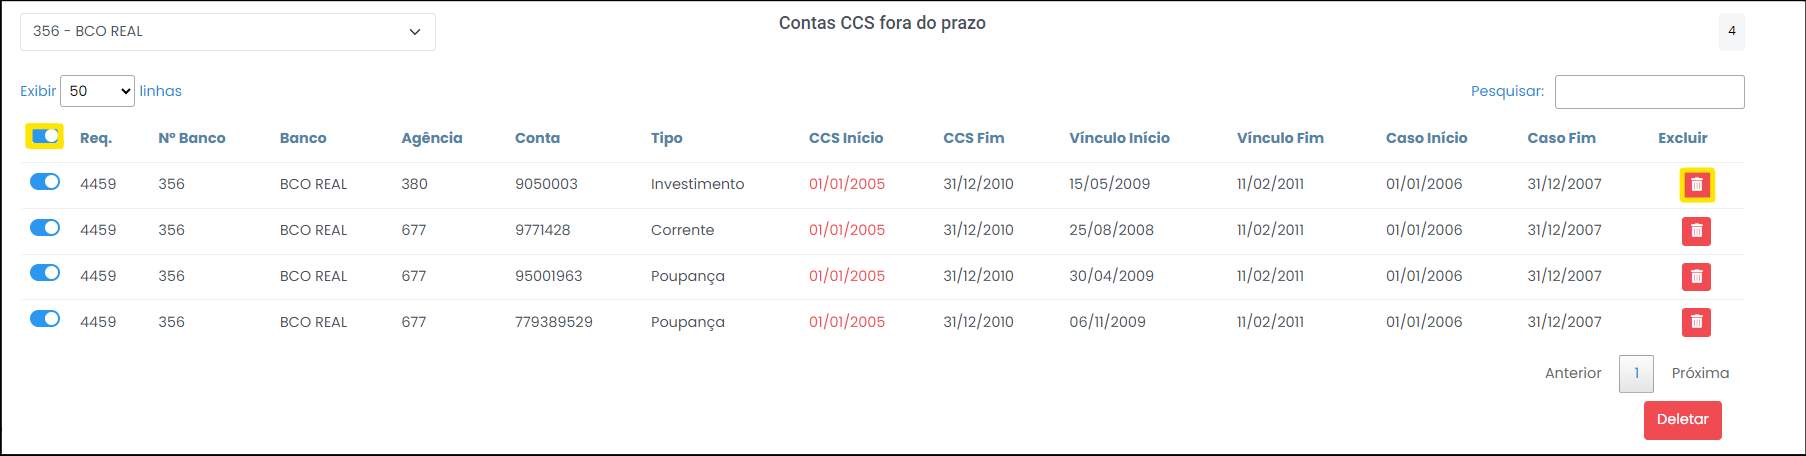 356 - BCO REAL
Contas CCS fora do prazo
4
Exibir 50 linhas
Pesquisar:
Req. Nº Banco Banco Agência Conta Tipo CCS Início CCS Fim Vínculo Início Vínculo Fim Caso Início Caso Fim Excluir
4459 356 BCO REAL 380 9050003 Investimento 01/01/2005 31/12/2010 15/05/2009 11/02/2011 01/01/2006 31/12/2007
4459 356 BCO REAL 677 9771428 Corrente 01/01/2005 31/12/2010 25/08/2008 11/02/2011 01/01/2006 31/12/2007
4459 356 BCO REAL 677 95001963 Poupança 01/01/2005 31/12/2010 30/04/2009 11/02/2011 01/01/2006 31/12/2007
4459 356 BCO REAL 677 779389529 Poupança 01/01/2005 31/12/2010 06/11/2009 11/02/2011 01/01/2006 31/12/2007
Anterior 1 Próxima
Deletar